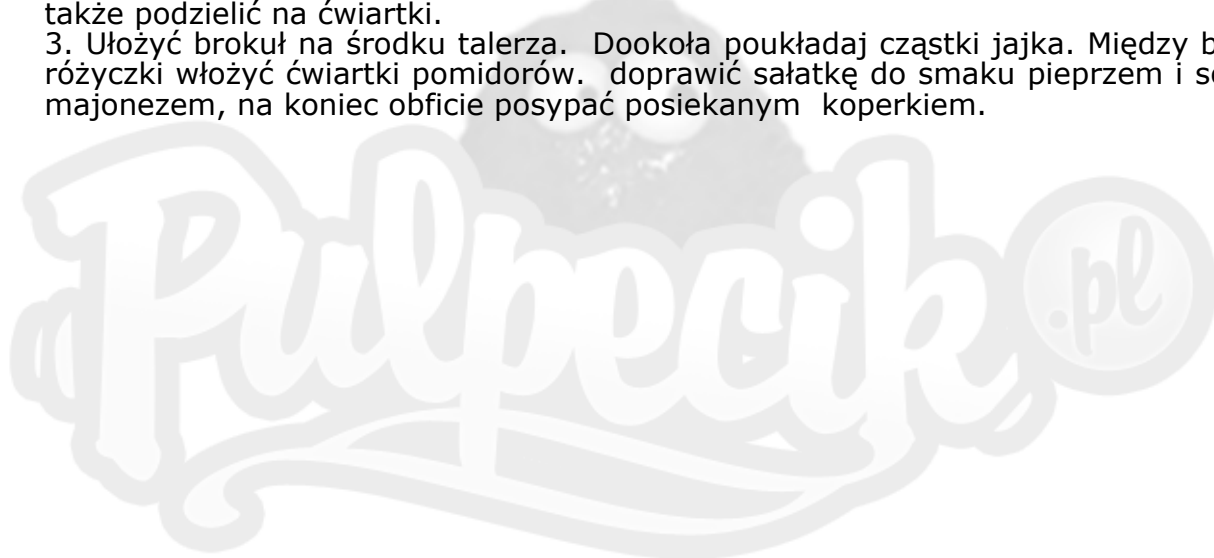 także podzielić na ćwiartki.
3. Ułożyć brokuł na środku talerza.  Dookoła poukładaj cząstki jajka. Między b
różyczki włożyć ćwiartki pomidorów.  doprawić sałatkę do smaku pieprzem i s
majonezem, na koniec obficie posypać posiekanym  koperkiem.
Pulpecik .pl